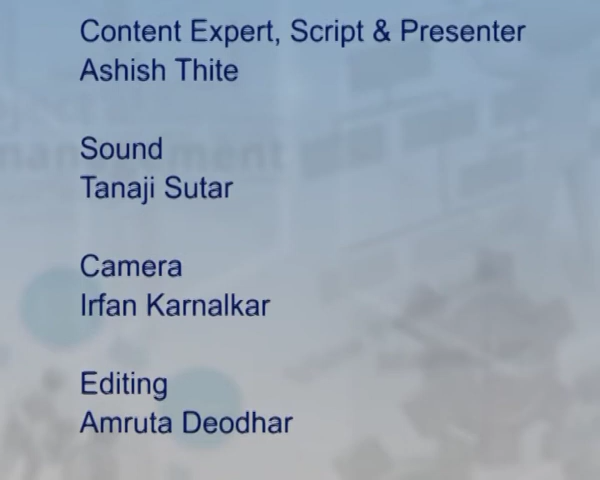 Content Expert, Script & Presenter
Ashish Thite
Sound
Tanaji Sutar
Camera
Irfan Karnalkar
Editing
Amruta Deodhar